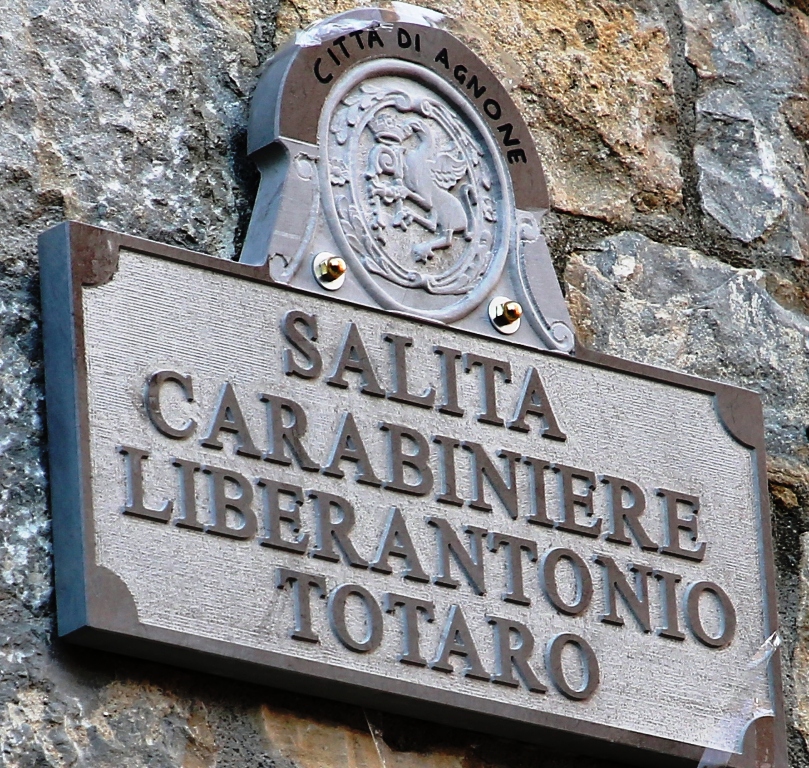 CITTÀ DI AGNONE
SALITA
CARABINIERE
LIBERANTONIO
TOTARO